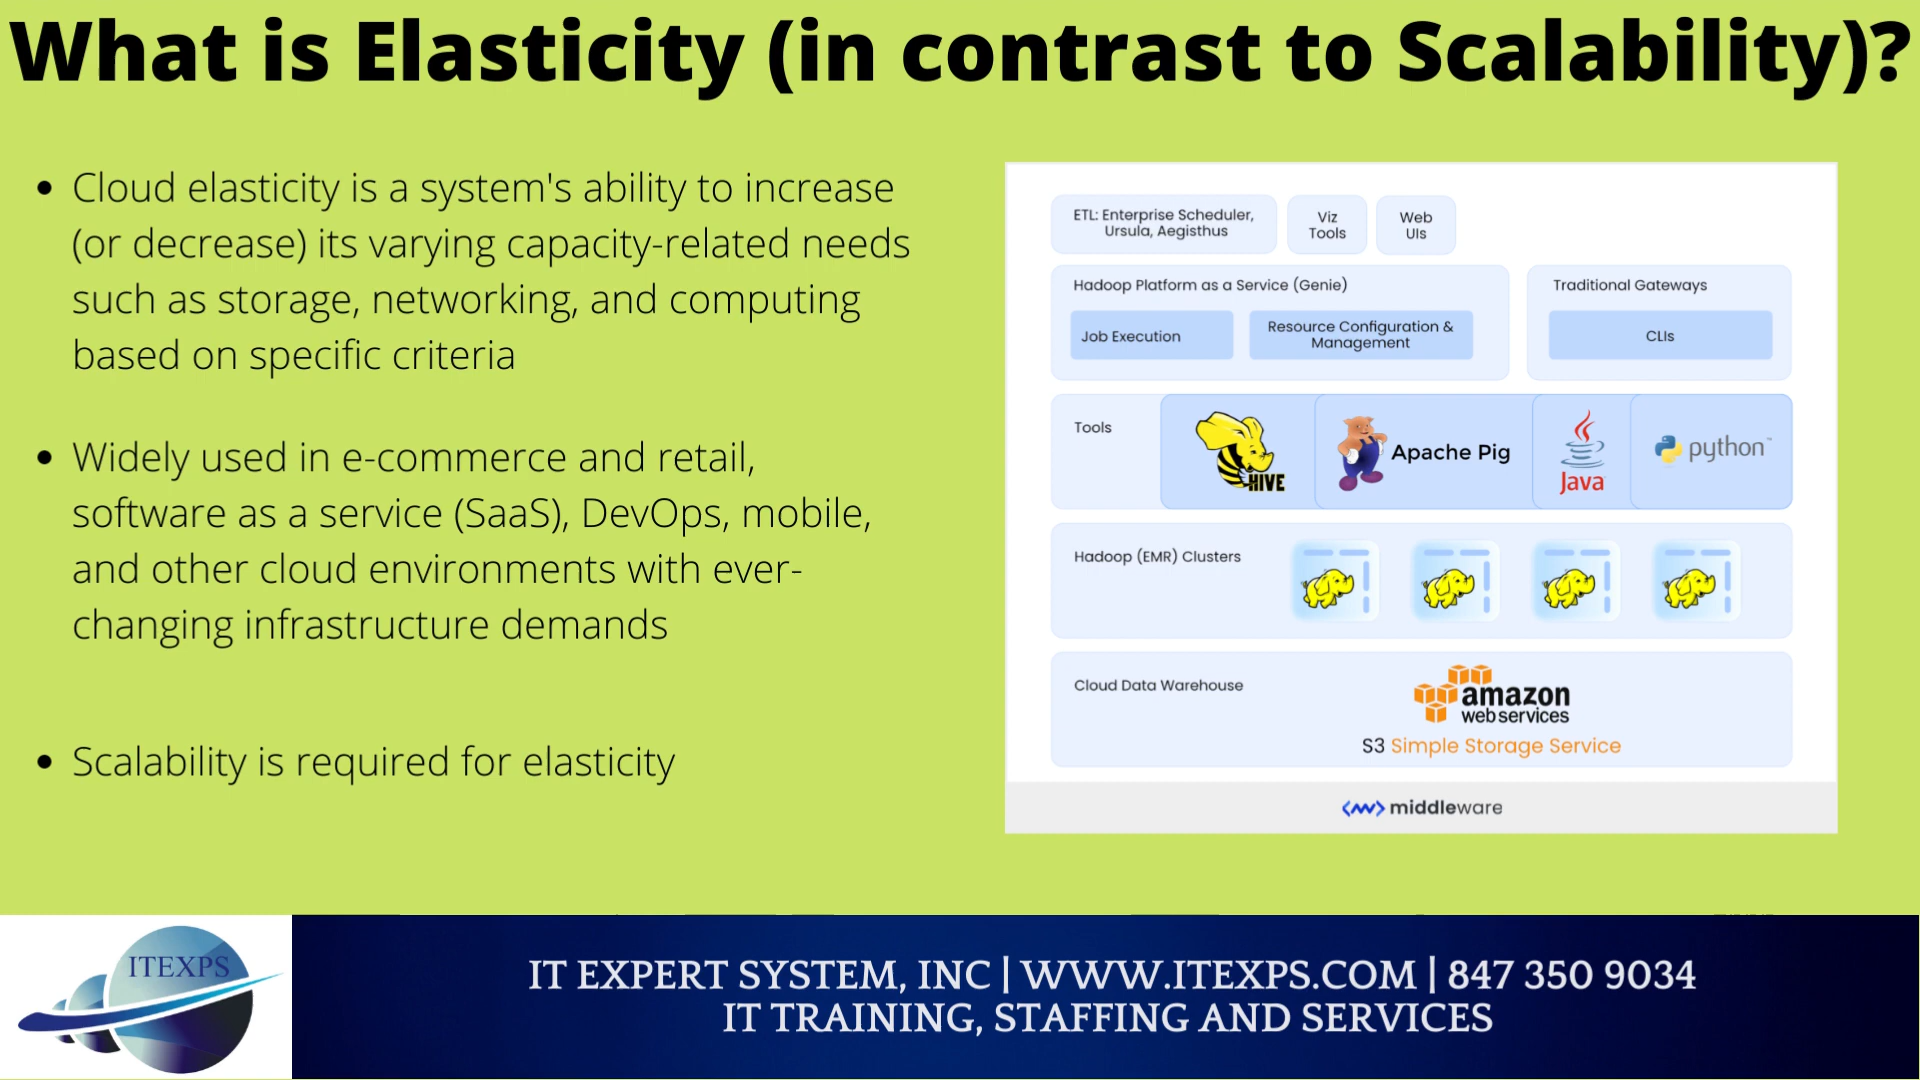 What is Elasticity (in contrast to Scalability)?
• Cloud elasticity is a system's ability to increase
(or decrease) its varying capacity-related needs
such as storage, networking, and computing
based on specific criteria
• Widely used in e-commerce and retail,
software as a service (SaaS), DevOps, mobile,
and other cloud environments with ever-
changing infrastructure demands
• Scalability is required for elasticity
ETL: Enterprise Scheduler,
Ursula, Aegisthus
Viz
Tools
Web
UIs
Hadoop Platform as a Service (Genie)
Job Execution
Resource Configuration &
Management
Traditional Gateways
CLIs
Tools
HIVE
Apache Pig
Java
python™
Hadoop (EMR) Clusters
Cloud Data Warehouse
amazon
web services
S3 Simple Storage Service
middleware
ITEXPS
IT EXPERT SYSTEM, INC | WWW.ITEXPS.COM | 847 350 9034
IT TRAINING, STAFFING AND SERVICES